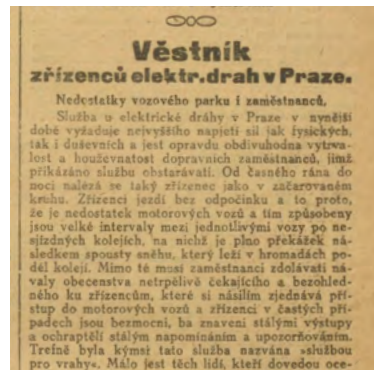 Věstník
zřízenců elektr. drah v Praze.
Nedostatky vozového parku i zaměstnanců.
Služba u elektrické dráhy v Praze v nynější
době vyžaduje nejvyššího napjetí sil jak fysických,
tak i duševních a jest opravdu obdivuhodna vytrva-
lost a houževnatost dopravních zaměstnanců, jimž
přikázáno službu obstarávati. Od časného rána do
noci nalézá se taký zřízenec jako v začarovaném
kruhu. Zřízenci jezdí bez odpočinku a to proto,
že je nedostatek motorových vozů a tím způsobeny
jsou velké intervaly mezi jednotlivými vozy po ne-
sjízdných kolejích, na nichž je plno překážek ná-
sledkem spousty sněhu, který leží v hromadách po-
děl kolejí. Mimo té musí zaměstnanci zdolávati ná-
valy obecenstva netrpělivě čekajícího a bezohled-
ného ku zřízencům, které si násilím zjednává pří-
stup do motorových vozů a zřízenci v častých pří-
padech jsou bezmocni, ba znaveni stálými výstupy
a ochraptělí stálým napomínáním a upozorňováním.
Trefně byla kýmsi tato služba nazvána »službou
pro vrahy«. Málo jest těch lidí, kteří dovedou oce-